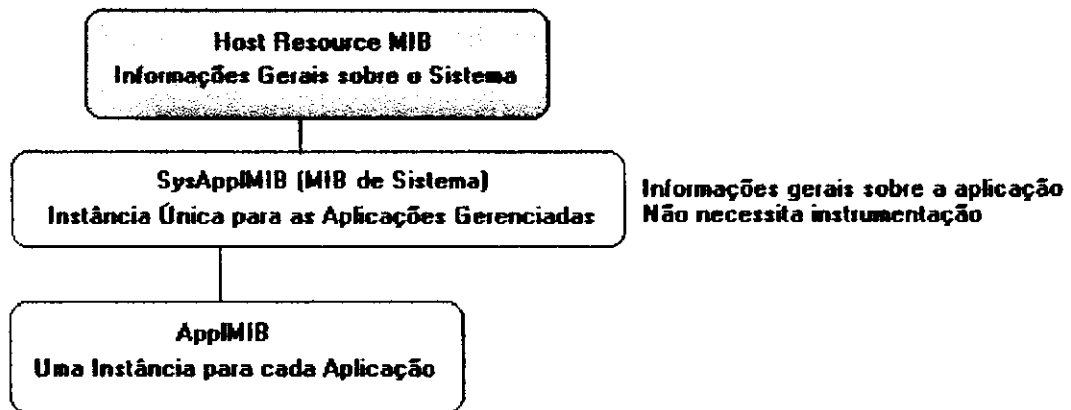 Host Resource MIB
Informações Gerais sobre o Sistema
SysApplMIB (MIB de Sistema)
Instância Única para as Aplicações Gerenciadas
Informações gerais sobre a aplicação
Não necessita instrumentação
ApplMIB
Uma Instância para cada Aplicação